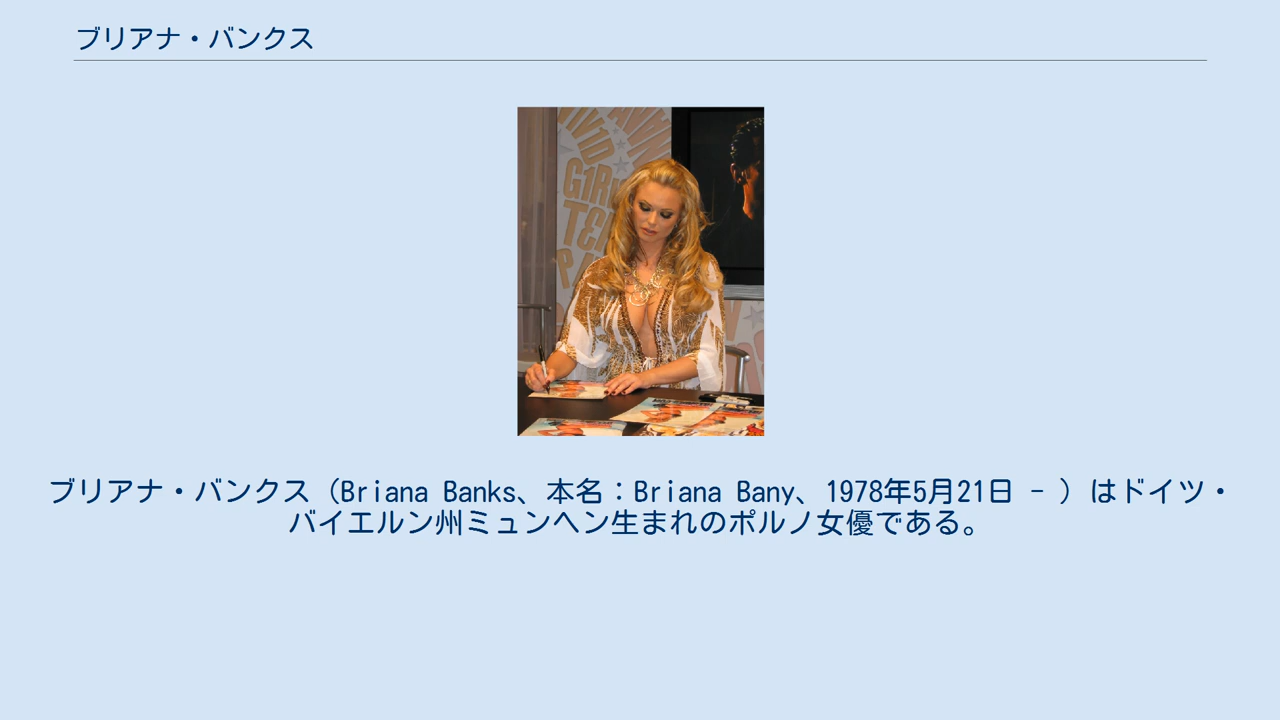 ブリアナ・バンクス
VIVID
G1RL
ブリアナ・バンクス（Briana Banks、本名：Briana Bany、1978年5月21日 - ）はドイツ・
バイエルン州ミュンヘン生まれのポルノ女優である。